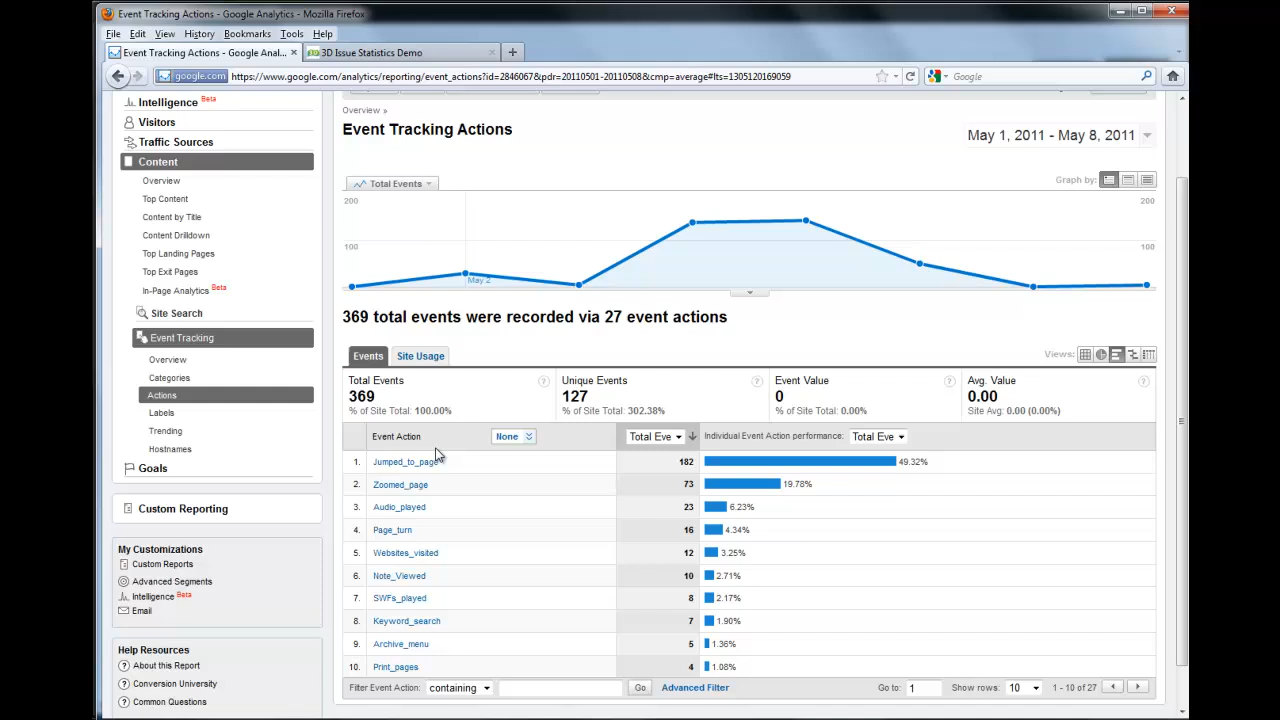 Event Tracking Actions - Google Analytics - Mozilla Firefox
File Edit View History Bookmarks Tools Help
Event Tracking Actions - Google Anal... × 3D Issue Statistics Demo × +
google.com https://www.google.com/analytics/reporting/event_actions?id=2846067&pdr=20110501-20110508&cmp=average#lts=1305120169059 Google
Intelligence Beta
Visitors
Traffic Sources
Content
Overview
Top Content
Content by Title
Content Drilldown
Top Landing Pages
Top Exit Pages
In-Page Analytics Beta
Site Search
Event Tracking
Overview
Categories
Actions
Labels
Trending
Hostnames
Goals
Custom Reporting
My Customizations
Custom Reports
Advanced Segments
Intelligence Beta
Email
Help Resources
? About this Report
? Conversion University
? Common Questions
Overview »
Event Tracking Actions
May 1, 2011 - May 8, 2011
Total Events
Graph by:
200 200
100 100
May 2
369 total events were recorded via 27 event actions
Events Site Usage Views:
Total Events ? Unique Events ? Event Value ? Avg. Value ?
369 127 0 0.00
% of Site Total: 100.00% % of Site Total: 302.38% % of Site Total: 0.00% Site Avg: 0.00 (0.00%)
Event Action None Total Eve Individual Event Action performance: Total Eve
1. Jumped_to_page 182 49.32%
2. Zoomed_page 73 19.78%
3. Audio_played 23 6.23%
4. Page_turn 16 4.34%
5. Websites_visited 12 3.25%
6. Note_Viewed 10 2.71%
7. SWFs_played 8 2.17%
8. Keyword_search 7 1.90%
9. Archive_menu 5 1.36%
10. Print_pages 4 1.08%
Filter Event Action: containing Go Advanced Filter Go to: 1 Show rows: 10 1 - 10 of 27